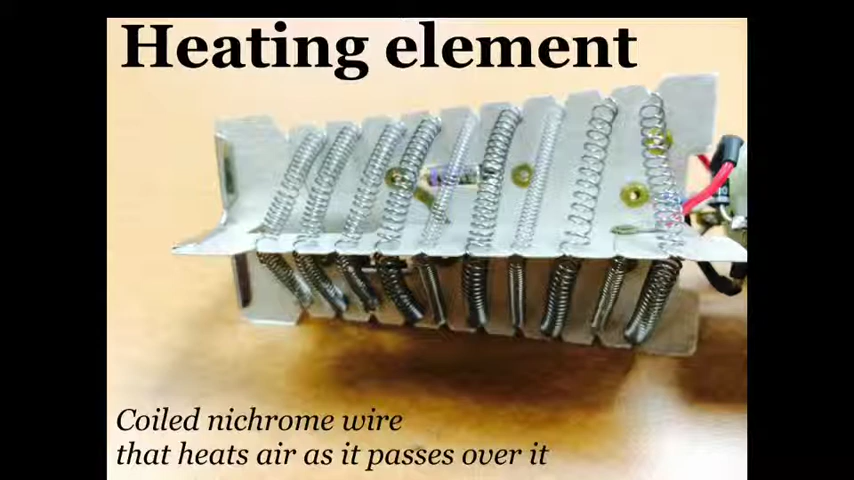 Heating element
Coiled nichrome wire
that heats air as it passes over it